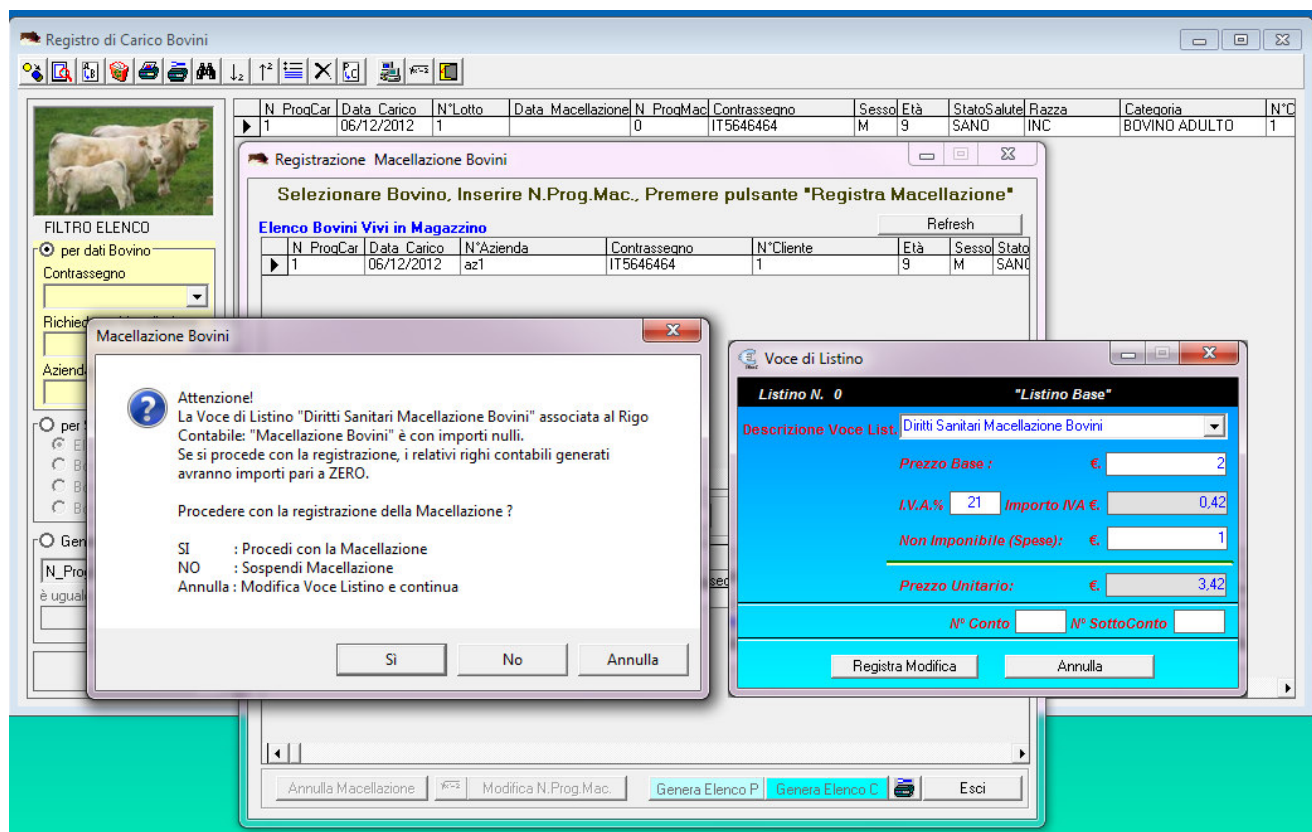 Registro di Carico Bovini
N_ProgCar Data_Carico N°Lotto Data_Macellazione N_ProgMac Contrassegno Sesso Età StatoSalute Razza Categoria N°C
1 06/12/2012 1 0 IT5646464 M 9 SANO INC BOVINO ADULTO 1
FILTRO ELENCO
per dati Bovino
Contrassegno
Richied
Aziend
per
Gen
N_Pro
è ugual
Registrazione Macellazione Bovini
Selezionare Bovino, Inserire N.Prog.Mac., Premere pulsante "Registra Macellazione"
Elenco Bovini Vivi in Magazzino
Refresh
N_ProgCar Data_Carico N°Azienda Contrassegno N°Cliente Età Sesso Stato
1 06/12/2012 az1 IT5646464 1 9 M SANO
Macellazione Bovini
Attenzione!
La Voce di Listino "Diritti Sanitari Macellazione Bovini" associata al Rigo
Contabile: "Macellazione Bovini" è con importi nulli.
Se si procede con la registrazione, i relativi righi contabili generati
avranno importi pari a ZERO.
Procedere con la registrazione della Macellazione ?
SI : Procedi con la Macellazione
NO : Sospendi Macellazione
Annulla : Modifica Voce Listino e continua
Sì No Annulla
Voce di Listino
Listino N. 0 "Listino Base"
Descrizione Voce List. Diritti Sanitari Macellazione Bovini
Prezzo Base : €. 2
I.V.A.% 21 Importo IVA €. 0,42
Non Imponibile (Spese): €. 1
Prezzo Unitario: €. 3,42
N° Conto N° SottoConto
Registra Modifica Annulla
Annulla Macellazione Modifica N.Prog.Mac. Genera Elenco P Genera Elenco C Esci